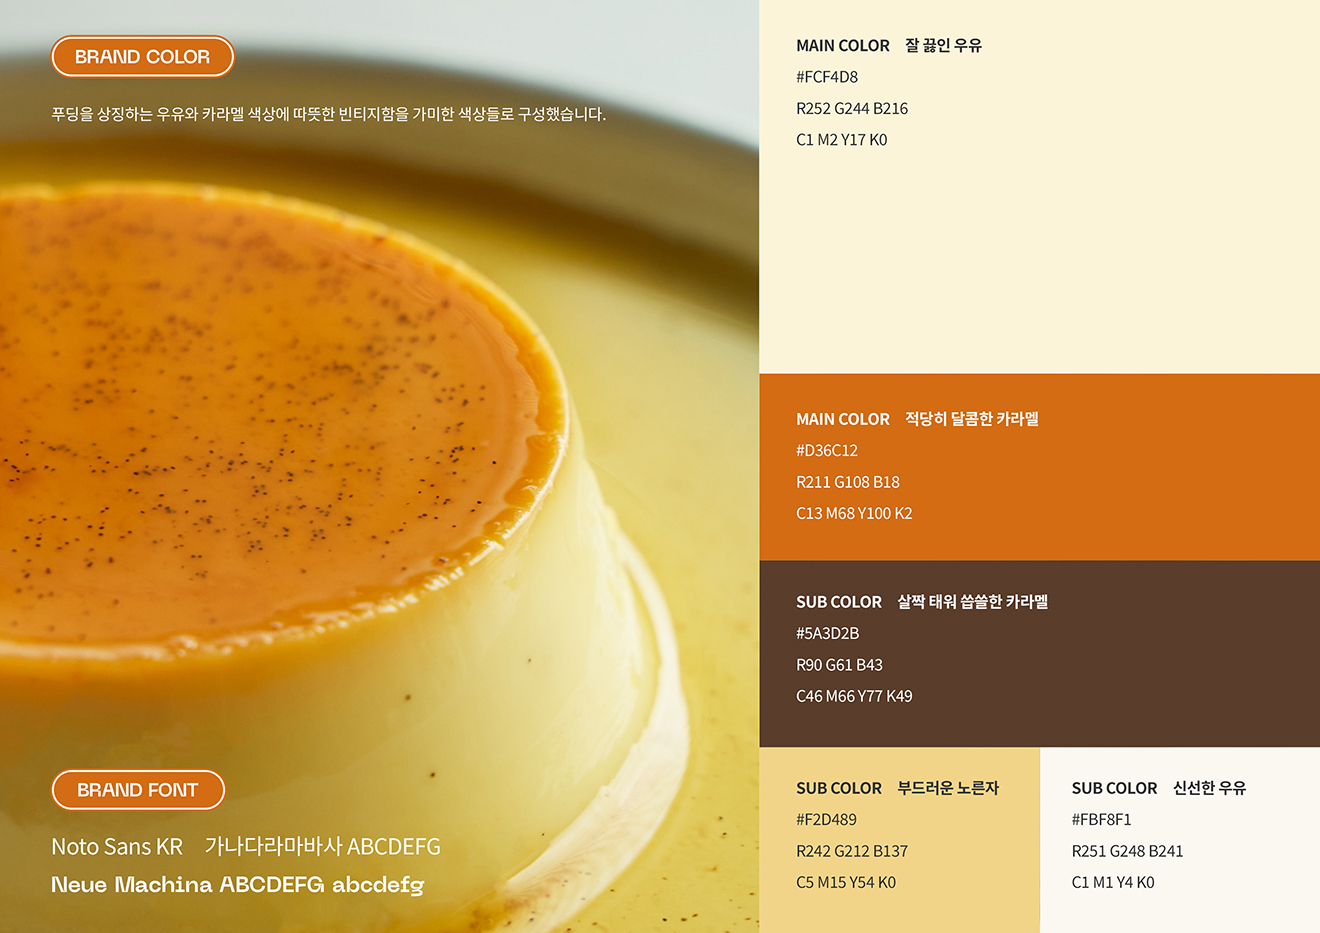 BRAND COLOR
푸딩을 상징하는 우유와 카라멜 색상에 따뜻한 빈티지함을 가미한 색상들로 구성했습니다.
BRAND FONT
Noto Sans KR 가나다라마바사 ABCDEFG
Neue Machina ABCDEFG abcdefg
MAIN COLOR 잘 끓인 우유
#FCF4D8
R252 G244 B216
C1 M2 Y17 K0
MAIN COLOR 적당히 달콤한 카라멜
#D36C12
R211 G108 B18
C13 M68 Y100 K2
SUB COLOR 살짝 태워 씁쓸한 카라멜
#5A3D2B
R90 G61 B43
C46 M66 Y77 K49
SUB COLOR 부드러운 노른자
#F2D489
R242 G212 B137
C5 M15 Y54 K0
SUB COLOR 신선한 우유
#FBF8F1
R251 G248 B241
C1 M1 Y4 K0